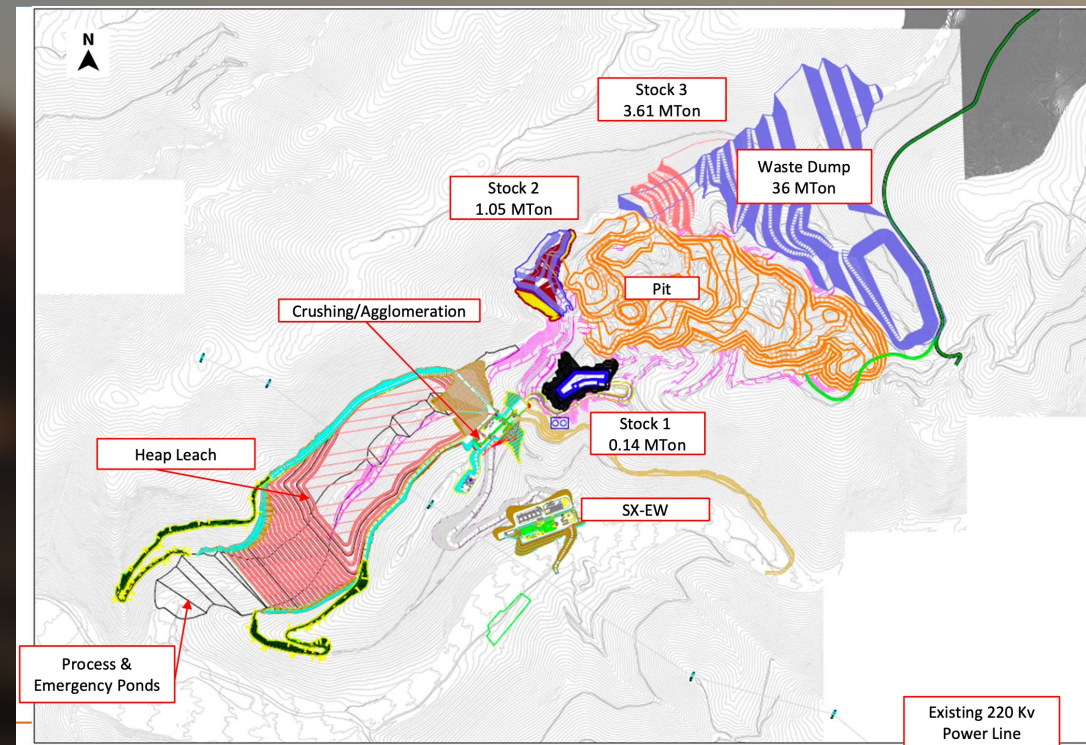 N
Stock 3
3.61 MTon
Waste Dump
36 MTon
Stock 2
1.05 MTon
Pit
Crushing/Agglomeration
Stock 1
0.14 MTon
Heap Leach
SX-EW
Process &
Emergency Ponds
Existing 220 Kv
Power Line